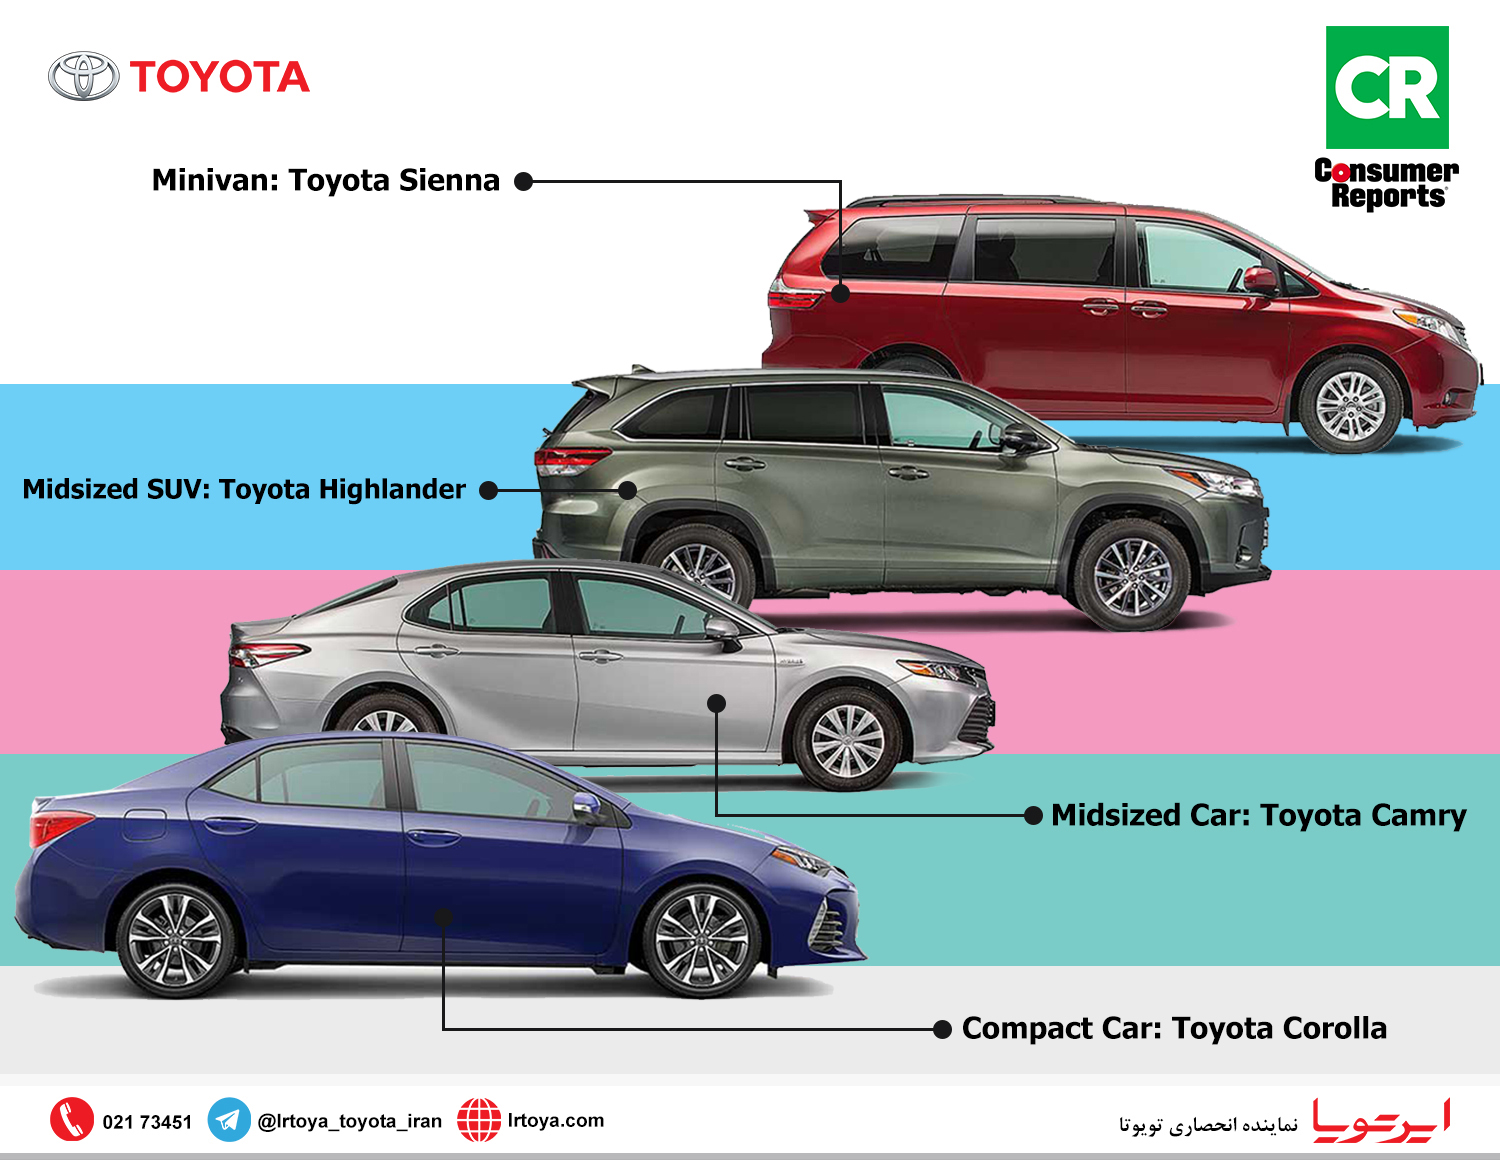 TOYOTA
CR
Consumer
Reports
Minivan: Toyota Sienna
Midsized SUV: Toyota Highlander
HYBRID
Midsized Car: Toyota Camry
Compact Car: Toyota Corolla
021 73451
@Irtoya_toyota_iran
Irtoya.com
نماینده انحصاری تویوتا
ایرتویا